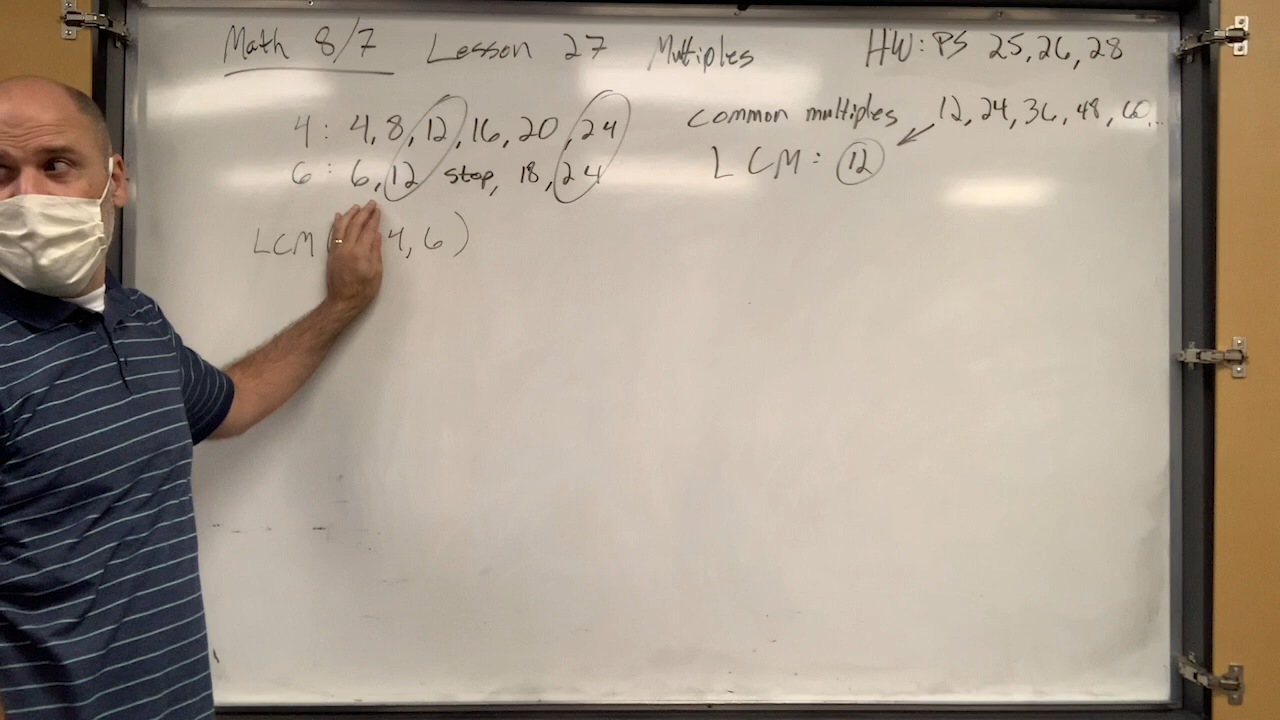 Math 8/7 Lesson 27 Multiples HW: PS 25, 26, 28
4: 4, 8, 12, 16, 20, 24
6: 6, 12 stop, 18, 24
common multiples 12, 24, 36, 48, 60, ...
LCM: 12
LCM( 4, 6)